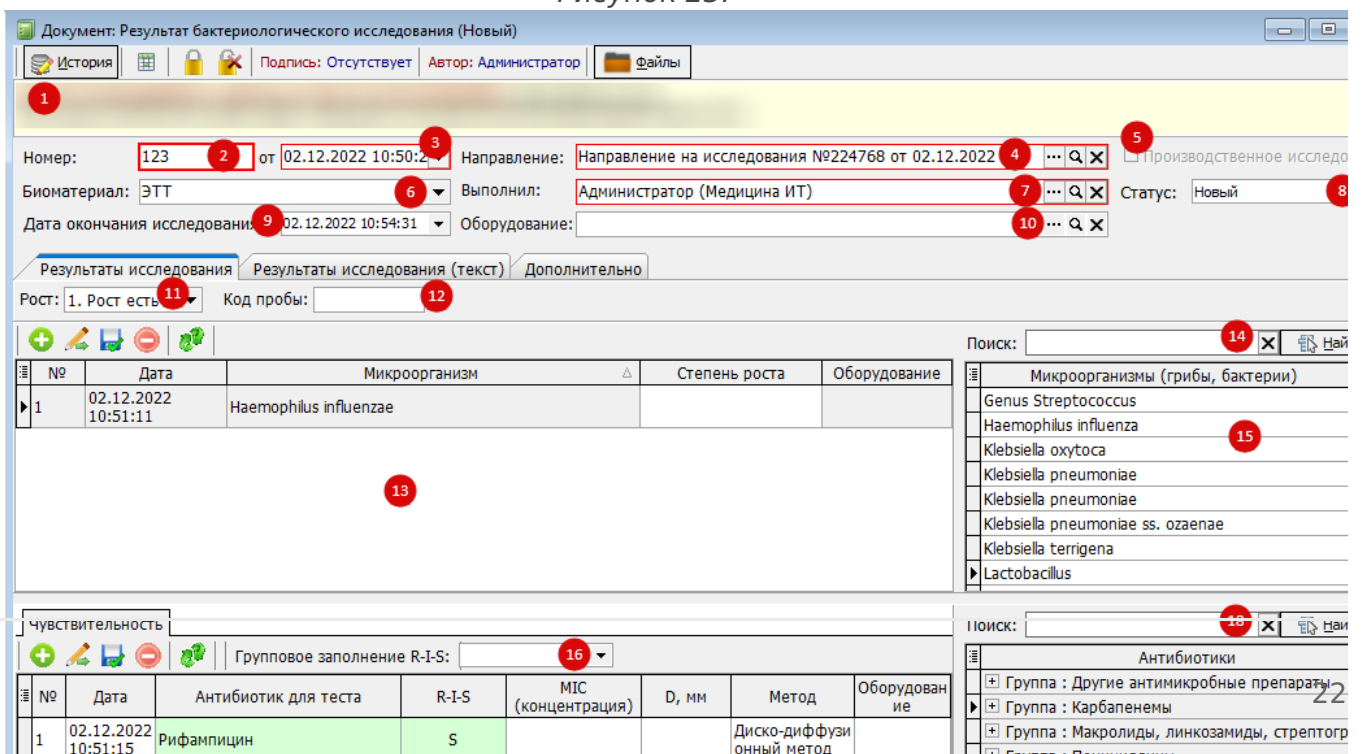 Документ: Результат бактериологического исследования (Новый)
История Подпись: Отсутствует Автор: Администратор Файлы
1
Номер: 123 2 от 02.12.2022 10:50:2 3 Направление: Направление на исследования №224768 от 02.12.2022 4 5
Биоматериал: ЭТТ 6 Выполнил: Администратор (Медицина ИТ) 7 Статус: Новый 8
Дата окончания исследования 9 02.12.2022 10:54:31 Оборудование: 10
Результаты исследования Результаты исследования (текст) Дополнительно
Рост: 1. Рост есть 11 Код пробы: 12
Поиск: 14 Най
№ Дата Микроорганизм Степень роста Оборудование Микроорганизмы (грибы, бактерии)
1 02.12.2022 10:51:11 Haemophilus influenzae
Genus Streptococcus
Haemophilus influenza
15
Klebsiella oxytoca
Klebsiella pneumoniae
13
Klebsiella pneumoniae
Klebsiella pneumoniae ss. ozaenae
Klebsiella terrigena
Lactobacillus
Чувствительность Поиск: 18 Най
Групповое заполнение R-I-S: 16 Антибиотики
№ Дата Антибиотик для теста R-I-S MIC (концентрация) D, мм Метод Оборудован ие
Группа : Другие антимикробные препараты
22
Группа : Карбапенемы
Группа : Макролиды, линкозамиды, стрептогр
1 02.12.2022 10:51:15 Рифампицин S Диско-диффузи онный метод